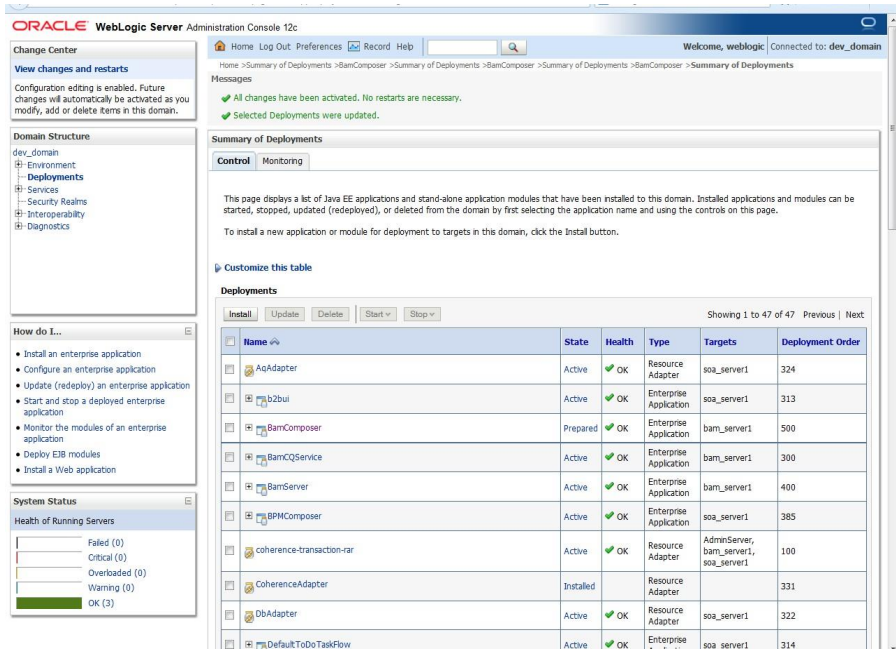 ORACLE WebLogic Server Administration Console 12c
Change Center
View changes and restarts
Configuration editing is enabled. Future
changes will automatically be activated as you
modify, add or delete items in this domain.
Domain Structure
dev_domain
Environment
Deployments
Services
Security Realms
Interoperability
Diagnostics
How do I...
Install an enterprise application
Configure an enterprise application
Update (redeploy) an enterprise application
Start and stop a deployed enterprise
application
Monitor the modules of an enterprise
application
Deploy EJB modules
Install a Web application
System Status
Health of Running Servers
Failed (0)
Critical (0)
Overloaded (0)
Warning (0)
OK (3)
Home Log Out Preferences Record Help
Welcome, weblogic Connected to: dev_domain
Home >Summary of Deployments >BamComposer >Summary of Deployments >BamComposer >Summary of Deployments >BamComposer >Summary of Deployments
Messages
All changes have been activated. No restarts are necessary.
Selected Deployments were updated.
Summary of Deployments
Control Monitoring
This page displays a list of Java EE applications and stand-alone application modules that have been installed to this domain. Installed applications and modules can be
started, stopped, updated (redeployed), or deleted from the domain by first selecting the application name and using the controls on this page.
To install a new application or module for deployment to targets in this domain, click the Install button.
Customize this table
Deployments
Install Update Delete Start Stop
Showing 1 to 47 of 47 Previous | Next
Name State Health Type Targets Deployment Order
AqAdapter Active OK Resource Adapter soa_server1 324
b2bui Active OK Enterprise Application soa_server1 313
BamComposer Prepared OK Enterprise Application bam_server1 500
BamCQService Active OK Enterprise Application bam_server1 300
BamServer Active OK Enterprise Application bam_server1 400
BPMComposer Active OK Enterprise Application soa_server1 385
coherence-transaction-rar Active OK Resource Adapter AdminServer, bam_server1, soa_server1 100
CoherenceAdapter Installed Resource Adapter 331
DbAdapter Active OK Resource Adapter soa_server1 322
DefaultToDoTaskFlow Active OK Enterprise soa_server1 314